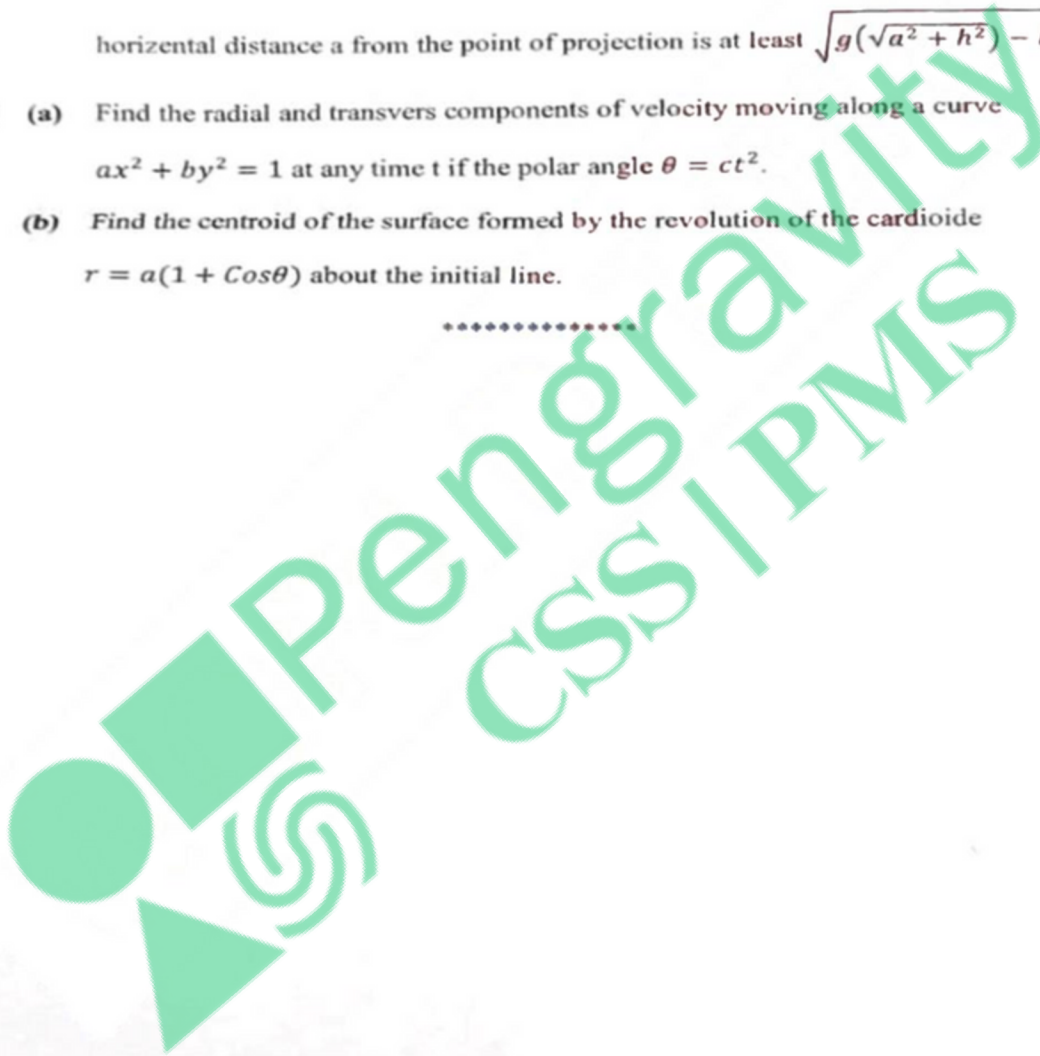 horizental distance a from the point of projection is at least √g(√a² + h²) −
(a) Find the radial and transvers components of velocity moving along a curve
ax² + by² = 1 at any time t if the polar angle θ = ct².
(b) Find the centroid of the surface formed by the revolution of the cardioide
r = a(1 + Cosθ) about the initial line.
*************
Pengravity
CSS | PMS